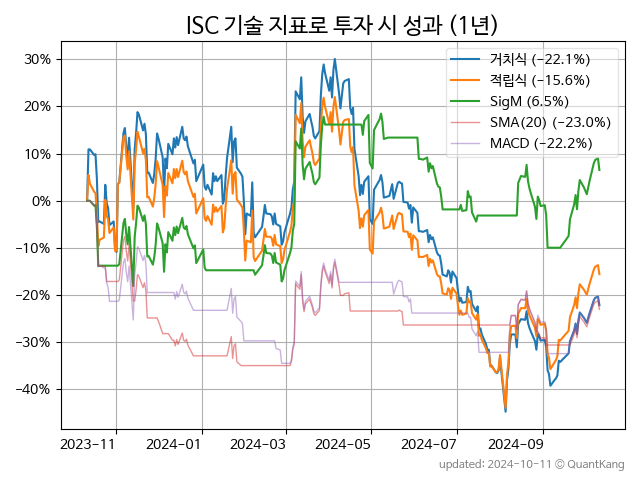 ISC 기술 지표로 투자 시 성과 (1년)
30%
20%
10%
0%
−10%
−20%
−30%
−40%
거치식 (−22.1%)
적립식 (−15.6%)
SigM (6.5%)
SMA(20) (−23.0%)
MACD (−22.2%)
2023-11
2024-01
2024-03
2024-05
2024-07
2024-09
updated: 2024-10-11 © QuantKang